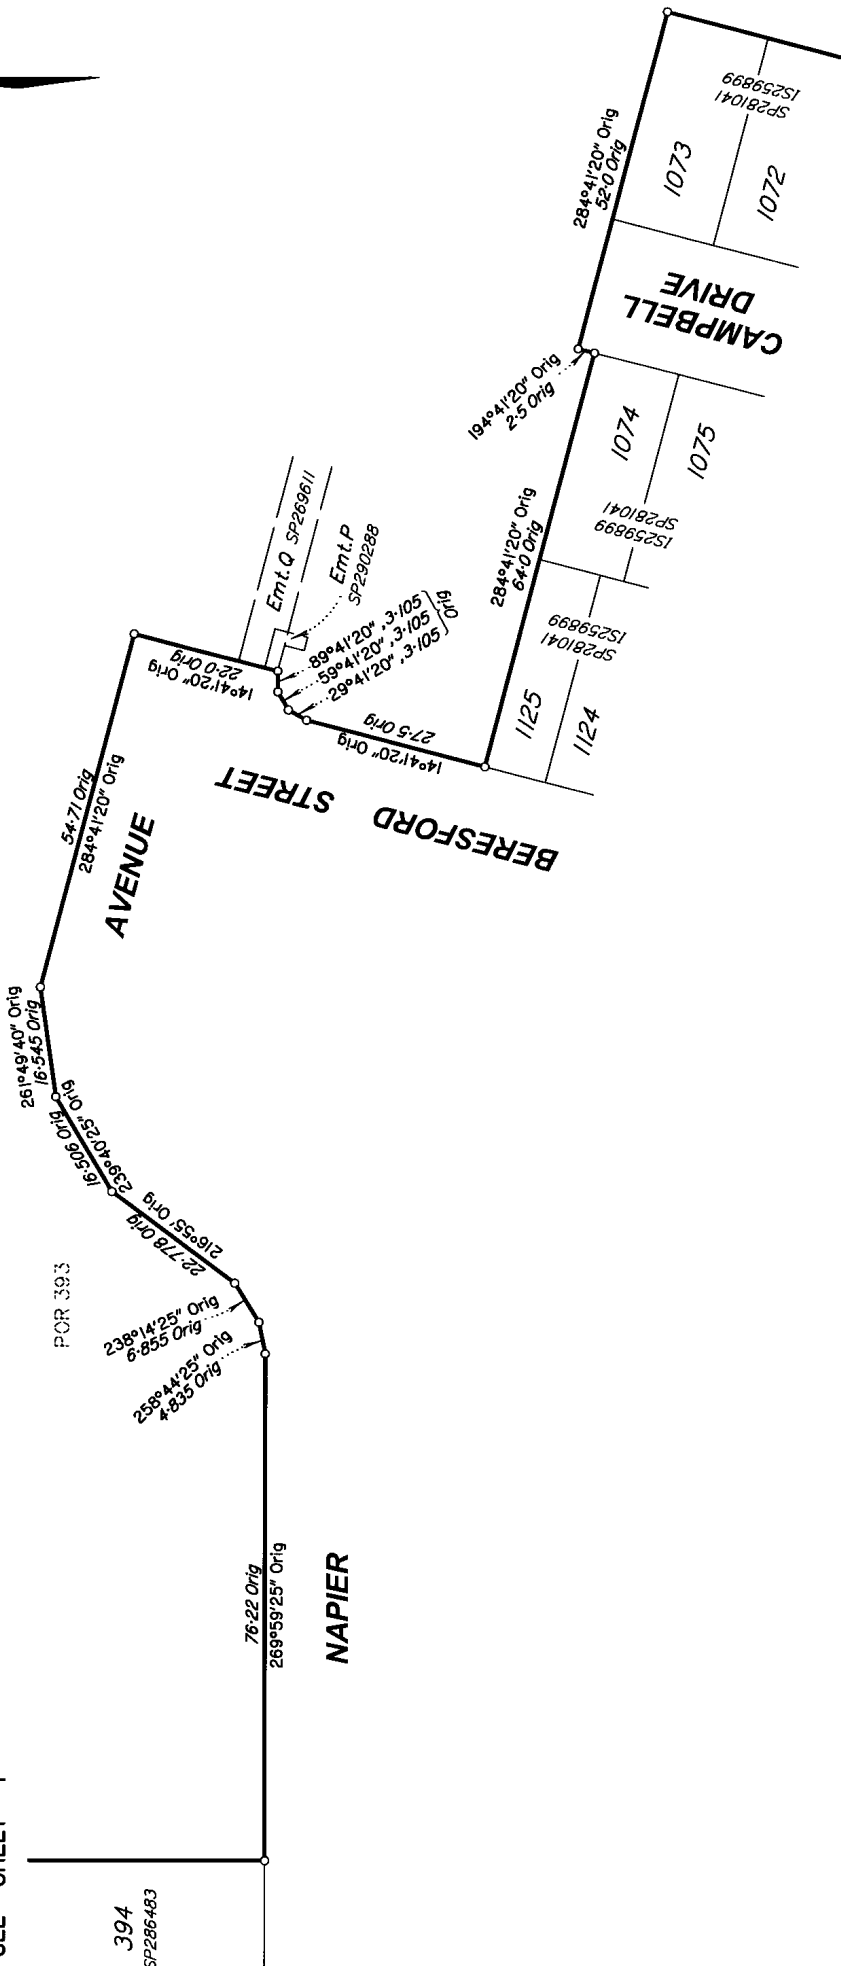 284°41'20" Orig
52·0 Orig
1073
1072
SP281041
IS259899
CAMPBELL
DRIVE
194°41'20" Orig
2·5 Orig
1074
1075
SP281041
IS259899
284°41'20" Orig
64·0 Orig
1125
1124
SP281041
IS259899
Emt.Q SP269611
Emt.P
SP290288
89°41'20", 3·105
59°41'20", 3·105
29°41'20", 3·105
Orig
14°41'20" Orig
22·0 Orig
14°41'20" Orig
27·5 Orig
BERESFORD STREET
54·71 Orig
284°41'20" Orig
AVENUE
261°49'40" Orig
16·545 Orig
16·506 Orig
239°40'25" Orig
22·778 Orig
216°55' Orig
POR 393
238°14'25" Orig
6·855 Orig
258°44'25" Orig
4·835 Orig
76·22 Orig
269°59'25" Orig
NAPIER
394
SP286483